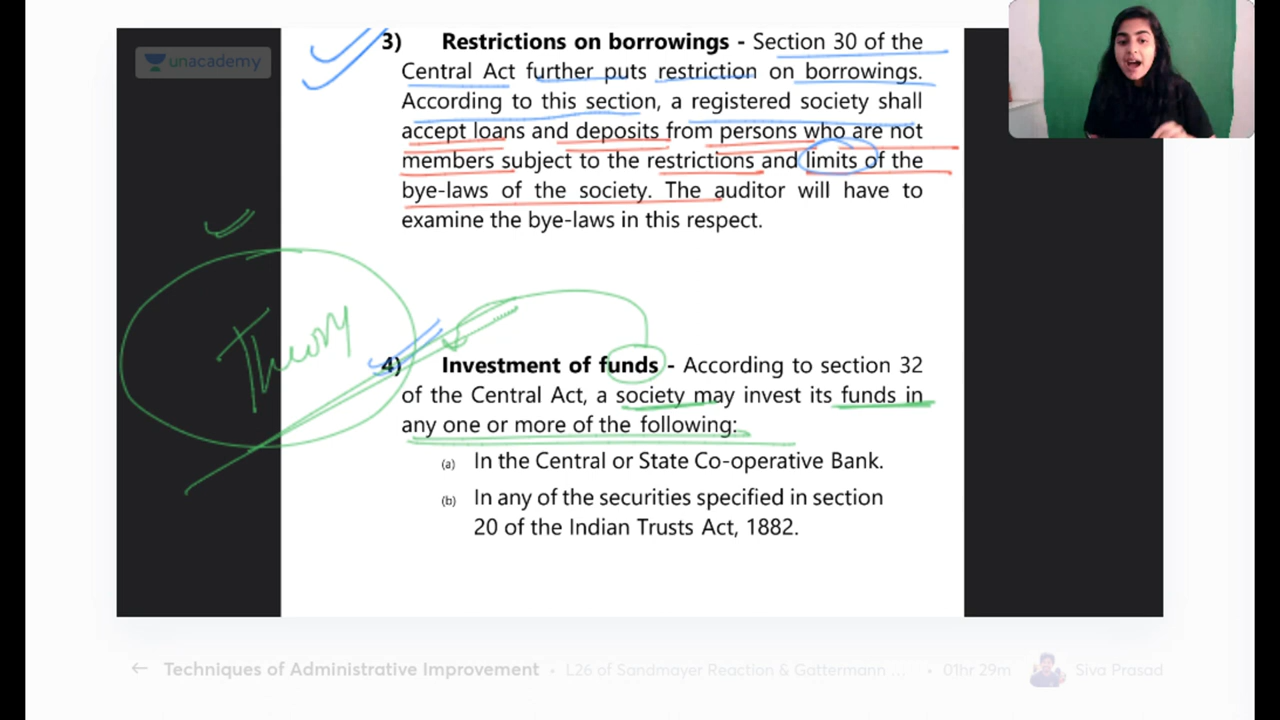 unacademy
3) Restrictions on borrowings - Section 30 of the
Central Act further puts restriction on borrowings.
According to this section, a registered society shall
accept loans and deposits from persons who are not
members subject to the restrictions and limits of the
bye-laws of the society. The auditor will have to
examine the bye-laws in this respect.
Theory
4) Investment of funds - According to section 32
of the Central Act, a society may invest its funds in
any one or more of the following:
(a) In the Central or State Co-operative Bank.
(b) In any of the securities specified in section
20 of the Indian Trusts Act, 1882.
← Techniques of Administrative Improvement • L26 of Sandmayer Reaction & Gattermann ... • 01hr 29m Siva Prasad